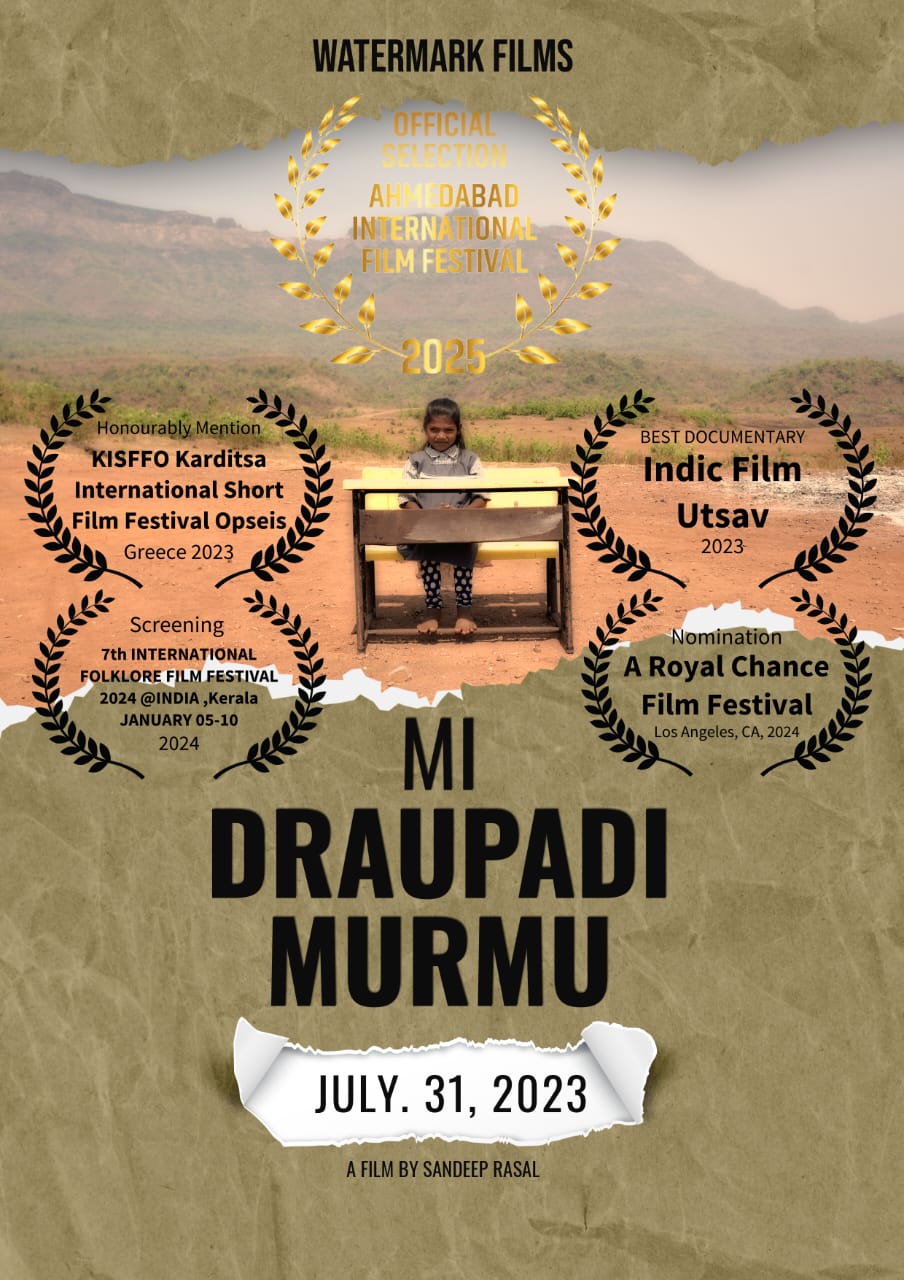 WATERMARK FILMS
OFFICIAL
SELECTION
AHMEDABAD
INTERNATIONAL
FILM FESTIVAL
2025
Honourably Mention
KISFFO Karditsa
International Short
Film Festival Opseis
Greece 2023
BEST DOCUMENTARY
Indic Film
Utsav
2023
Screening
7th INTERNATIONAL
FOLKLORE FILM FESTIVAL
2024 @INDIA ,Kerala
JANUARY 05-10
2024
Nomination
A Royal Chance
Film Festival
Los Angeles, CA, 2024
MI
DRAUPADI
MURMU
JULY. 31, 2023
A FILM BY SANDEEP RASAL